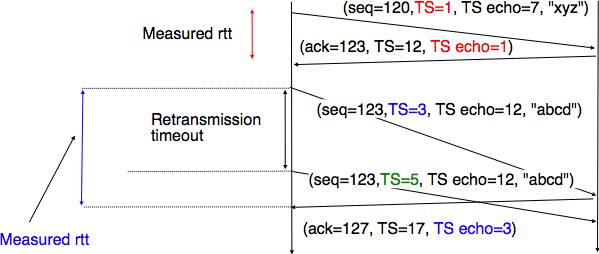 (seq=120,TS=1, TS echo=7, "xyz")
Measured rtt
(ack=123, TS=12, TS echo=1)
(seq=123,TS=3, TS echo=12, "abcd")
Retransmission
timeout
(seq=123,TS=5, TS echo=12, "abcd")
(ack=127, TS=17, TS echo=3)
Measured rtt